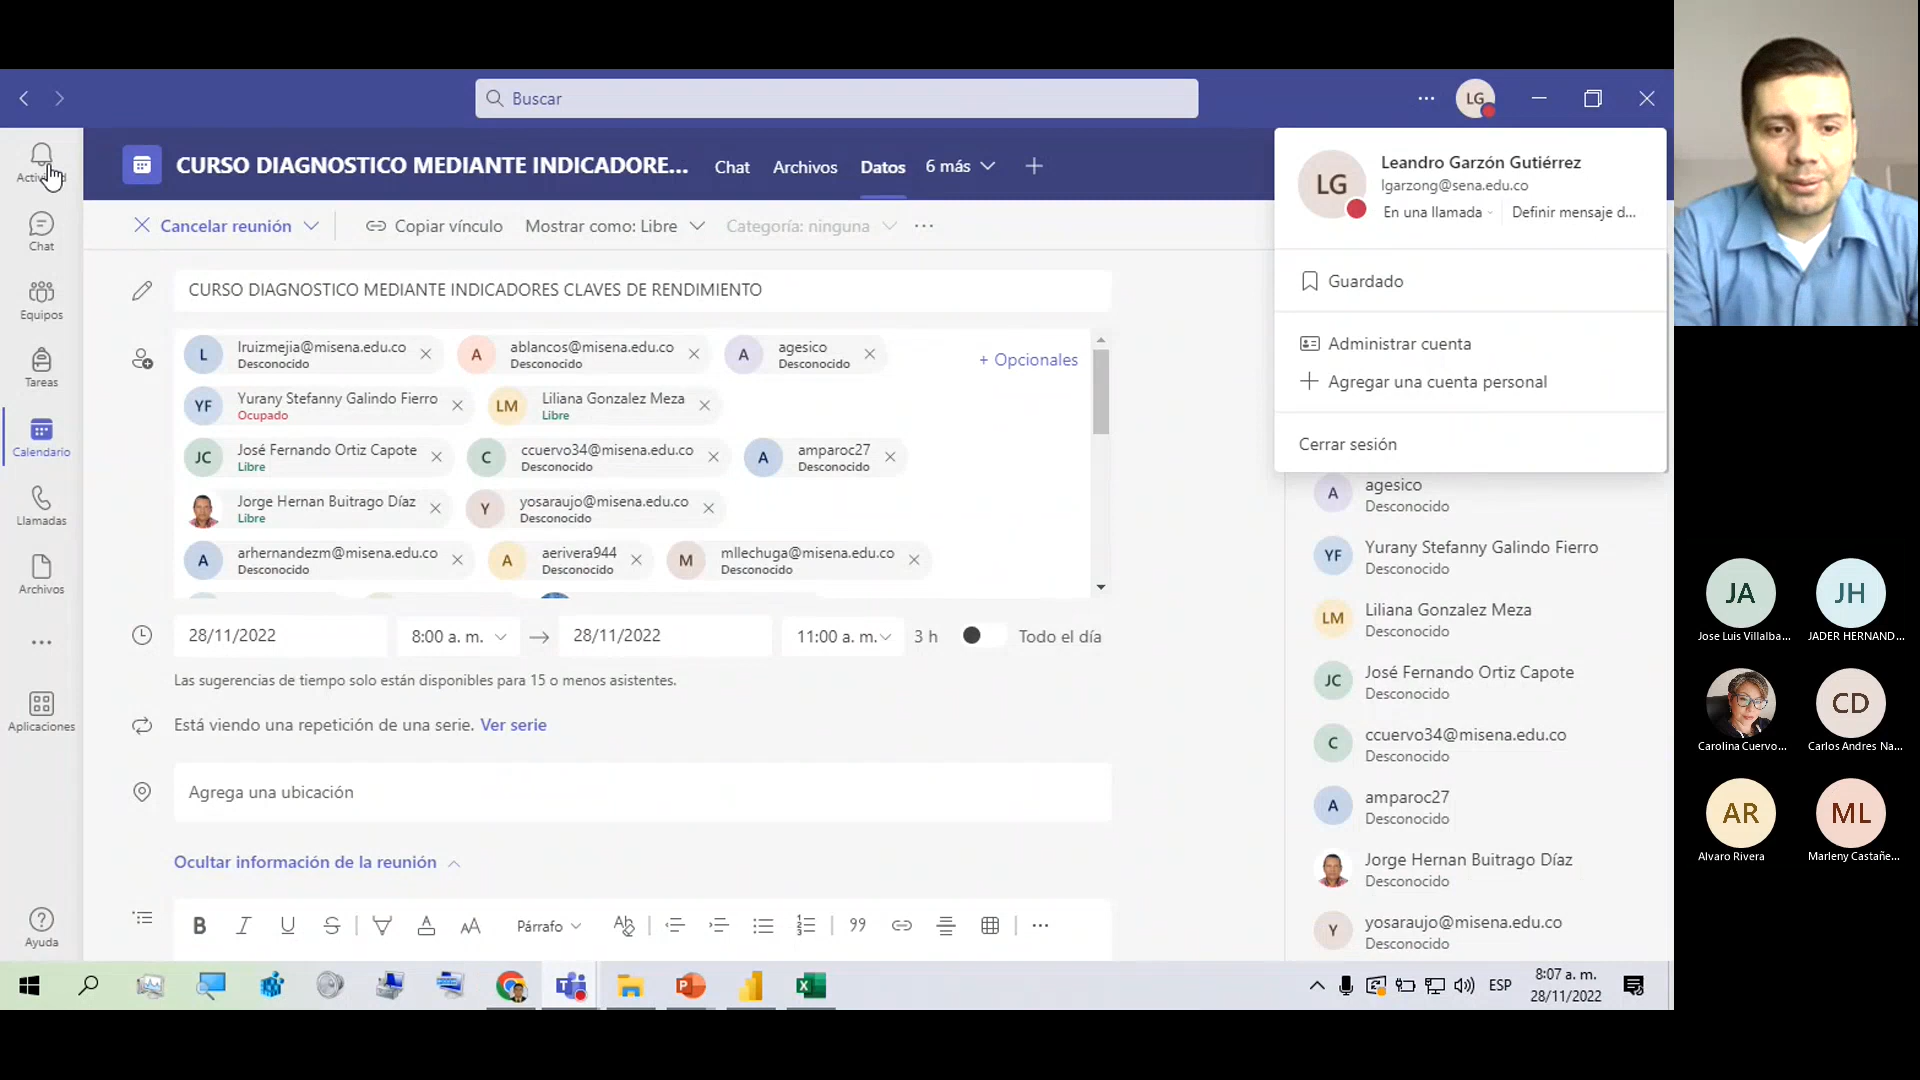 Buscar
LG
Actividad
Chat
Equipos
Tareas
Calendario
Llamadas
Archivos
Aplicaciones
Ayuda
CURSO DIAGNOSTICO MEDIANTE INDICADORE...
Chat
Archivos
Datos
6 más
Cancelar reunión
Copiar vínculo
Mostrar como: Libre
Categoría: ninguna
CURSO DIAGNOSTICO MEDIANTE INDICADORES CLAVES DE RENDIMIENTO
L
lruizmejia@misena.edu.co
Desconocido
A
ablancos@misena.edu.co
Desconocido
A
agesico
Desconocido
+ Opcionales
YF
Yurany Stefanny Galindo Fierro
Ocupado
LM
Liliana Gonzalez Meza
Libre
JC
José Fernando Ortiz Capote
Libre
C
ccuervo34@misena.edu.co
Desconocido
A
amparoc27
Desconocido
Jorge Hernan Buitrago Díaz
Libre
Y
yosaraujo@misena.edu.co
Desconocido
A
arhernandezm@misena.edu.co
Desconocido
A
aerivera944
Desconocido
M
mllechuga@misena.edu.co
Desconocido
28/11/2022
8:00 a. m.
28/11/2022
11:00 a. m.
3 h
Todo el día
Las sugerencias de tiempo solo están disponibles para 15 o menos asistentes.
Está viendo una repetición de una serie. Ver serie
Agrega una ubicación
Ocultar información de la reunión
B I U S A AA Párrafo Ab
LG
Leandro Garzón Gutiérrez
lgarzong@sena.edu.co
En una llamada
Definir mensaje d...
Guardado
Administrar cuenta
Agregar una cuenta personal
Cerrar sesión
A
agesico
Desconocido
YF
Yurany Stefanny Galindo Fierro
Desconocido
LM
Liliana Gonzalez Meza
Desconocido
JC
José Fernando Ortiz Capote
Desconocido
C
ccuervo34@misena.edu.co
Desconocido
A
amparoc27
Desconocido
Jorge Hernan Buitrago Díaz
Desconocido
Y
yosaraujo@misena.edu.co
Desconocido
ESP
8:07 a. m.
28/11/2022
JA
Jose Luis Villalba...
JH
JADER HERNAND...
Carolina Cuervo...
CD
Carlos Andres Na...
AR
Alvaro Rivera
ML
Marleny Castañe...